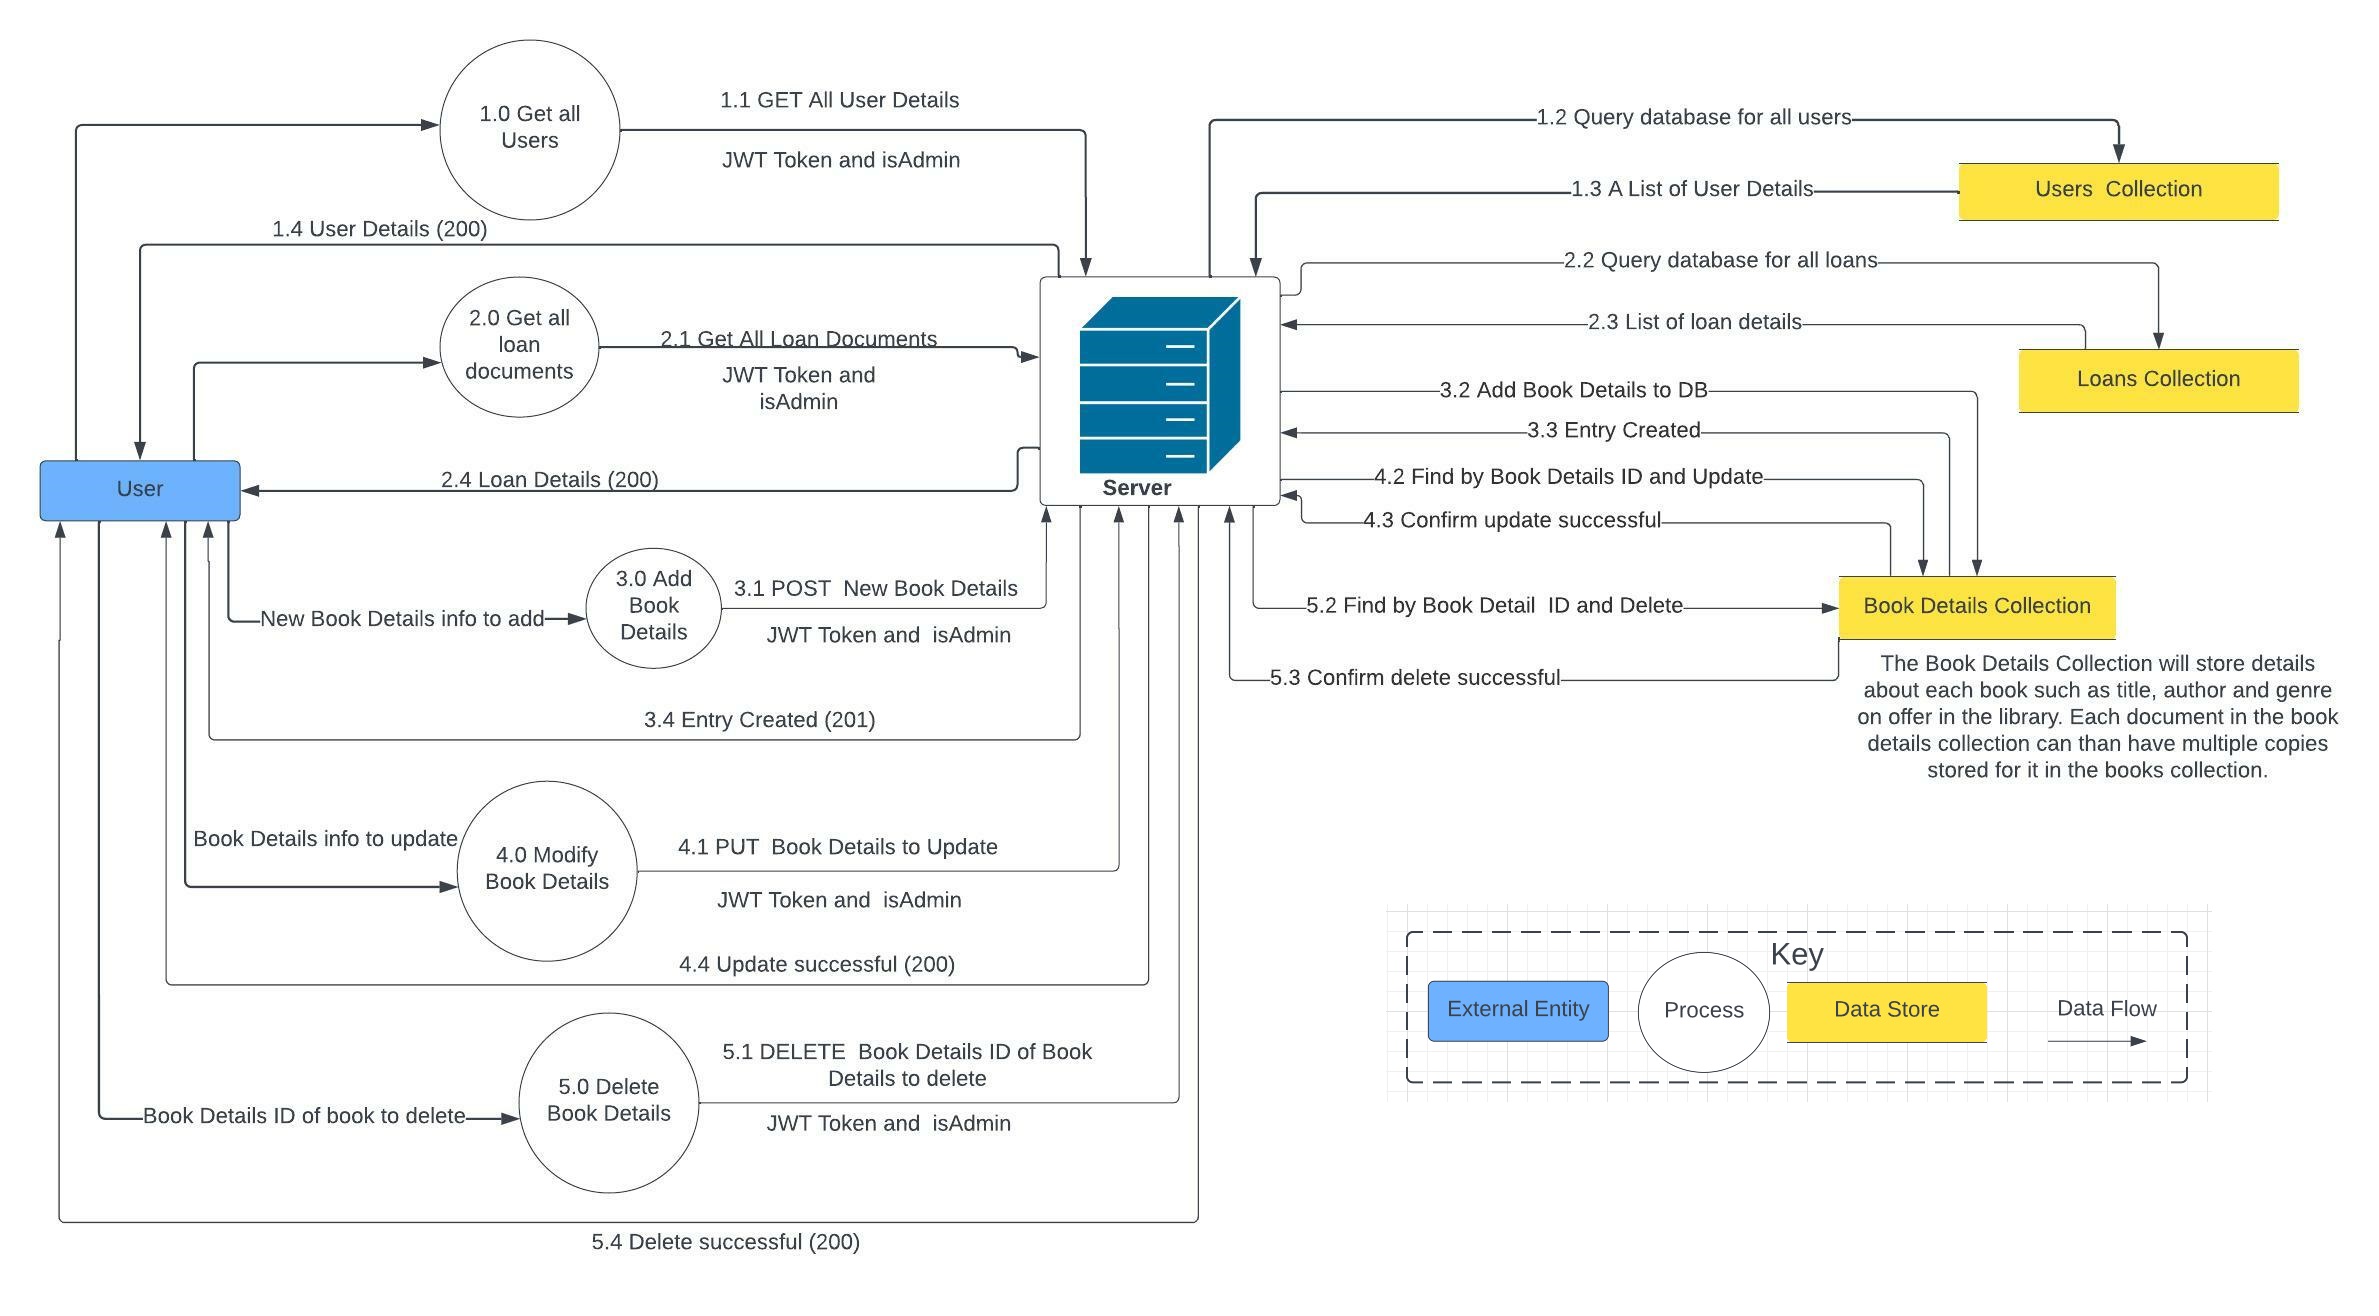 1.0 Get all
Users
1.1 GET All User Details
JWT Token and isAdmin
1.2 Query database for all users
1.3 A List of User Details
Users  Collection
1.4 User Details (200)
2.0 Get all
loan
documents
2.1 Get All Loan Documents
JWT Token and
isAdmin
2.2 Query database for all loans
2.3 List of loan details
Loans Collection
3.2 Add Book Details to DB
3.3 Entry Created
4.2 Find by Book Details ID and Update
4.3 Confirm update successful
Server
2.4 Loan Details (200)
User
3.0 Add
Book
Details
3.1 POST  New Book Details
JWT Token and  isAdmin
New Book Details info to add
5.2 Find by Book Detail  ID and Delete
Book Details Collection
5.3 Confirm delete successful
The Book Details Collection will store details
about each book such as title, author and genre
on offer in the library. Each document in the book
details collection can than have multiple copies
stored for it in the books collection.
3.4 Entry Created (201)
Book Details info to update
4.0 Modify
Book Details
4.1 PUT  Book Details to Update
JWT Token and  isAdmin
4.4 Update successful (200)
Key
External Entity
Process
Data Store
Data Flow
5.0 Delete
Book Details
5.1 DELETE  Book Details ID of Book
Details to delete
JWT Token and  isAdmin
Book Details ID of book to delete
5.4 Delete successful (200)